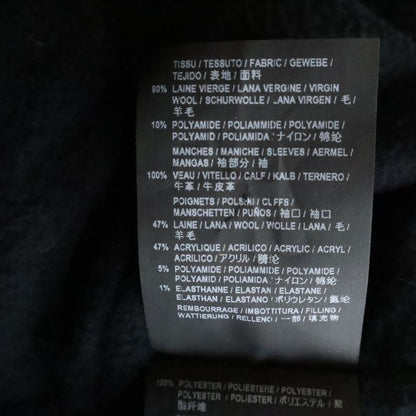 TISSU / TESSUTO / FABRIC / GEWEBE /
TEJIDO / 表地 / 面料
90% LAINE VIERGE / LANA VERGINE / VIRGIN
WOOL / SCHURWOLLE / LANA VIRGEN / 毛 /
羊毛
10% POLYAMIDE / POLIAMMIDE / POLYAMIDE /
POLYAMID / POLIAMIDA / ナイロン / 锦纶
MANCHES / MANICHE / SLEEVES / AERMEL /
MANGAS / 袖部分 / 袖
100% VEAU / VITELLO / CALF / KALB / TERNERO /
牛革 / 牛皮革
POIGNETS / POLSINI / CUFFS /
MANSCHETTEN / PUÑOS / 袖口 / 袖口
47% LAINE / LANA / WOOL / WOLLE / LANA / 毛 /
羊毛
47% ACRYLIQUE / ACRILICO / ACRYLIC / ACRYL /
ACRILICO / アクリル / 腈纶
5% POLYAMIDE / POLIAMMIDE / POLYAMIDE /
POLYAMID / POLIAMIDA / ナイロン / 锦纶
1% ELASTHANNE / ELASTAN / ELASTANE /
ELASTHAN / ELASTANO / ポリウレタン / 氨纶
REMBOURRAGE / IMBOTTITURA / FILLING /
WATTIERUNG / RELLENO / 一部 / 填充物
100% POLYESTER / POLIESTERE / POLYESTER /
POLYESTER / POLIESTER / ポリエステル / 聚
酯纤维